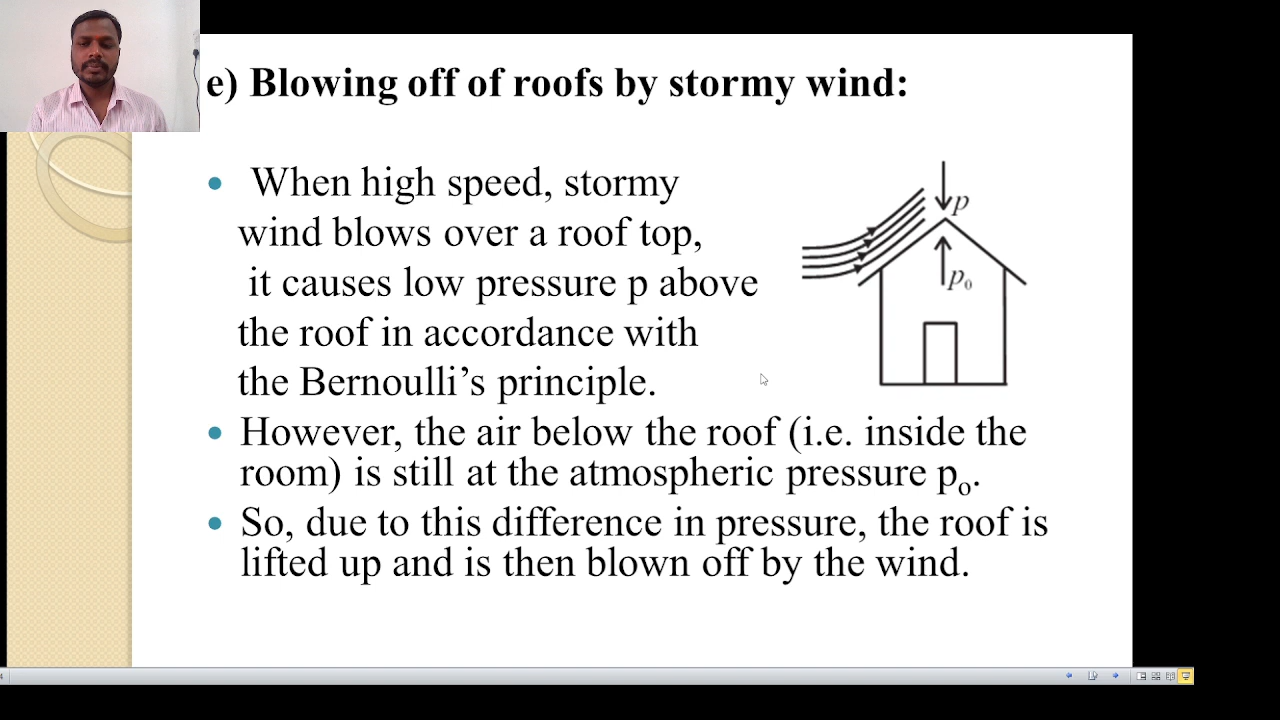 e) Blowing off of roofs by stormy wind:
When high speed, stormy
wind blows over a roof top,
it causes low pressure p above
the roof in accordance with
the Bernoulli’s principle.
p
p₀
However, the air below the roof (i.e. inside the
room) is still at the atmospheric pressure pₒ.
So, due to this difference in pressure, the roof is
lifted up and is then blown off by the wind.